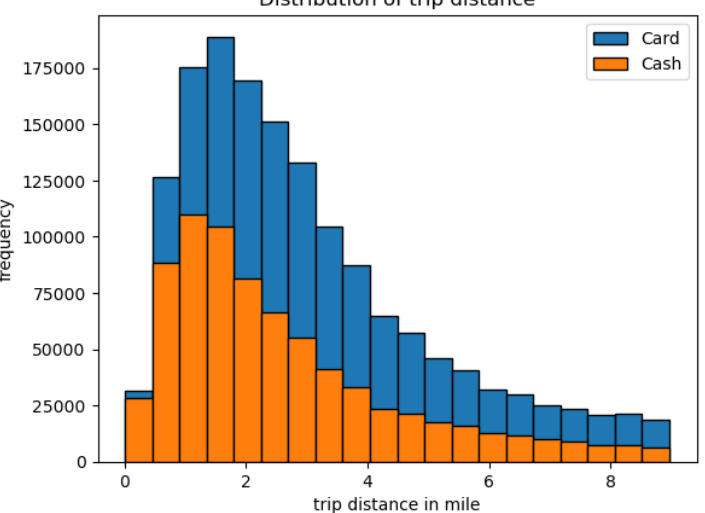 Distribution of trip distance
Card
Cash
175000
150000
125000
100000
75000
50000
25000
0
frequency
0 2 4 6 8
trip distance in mile